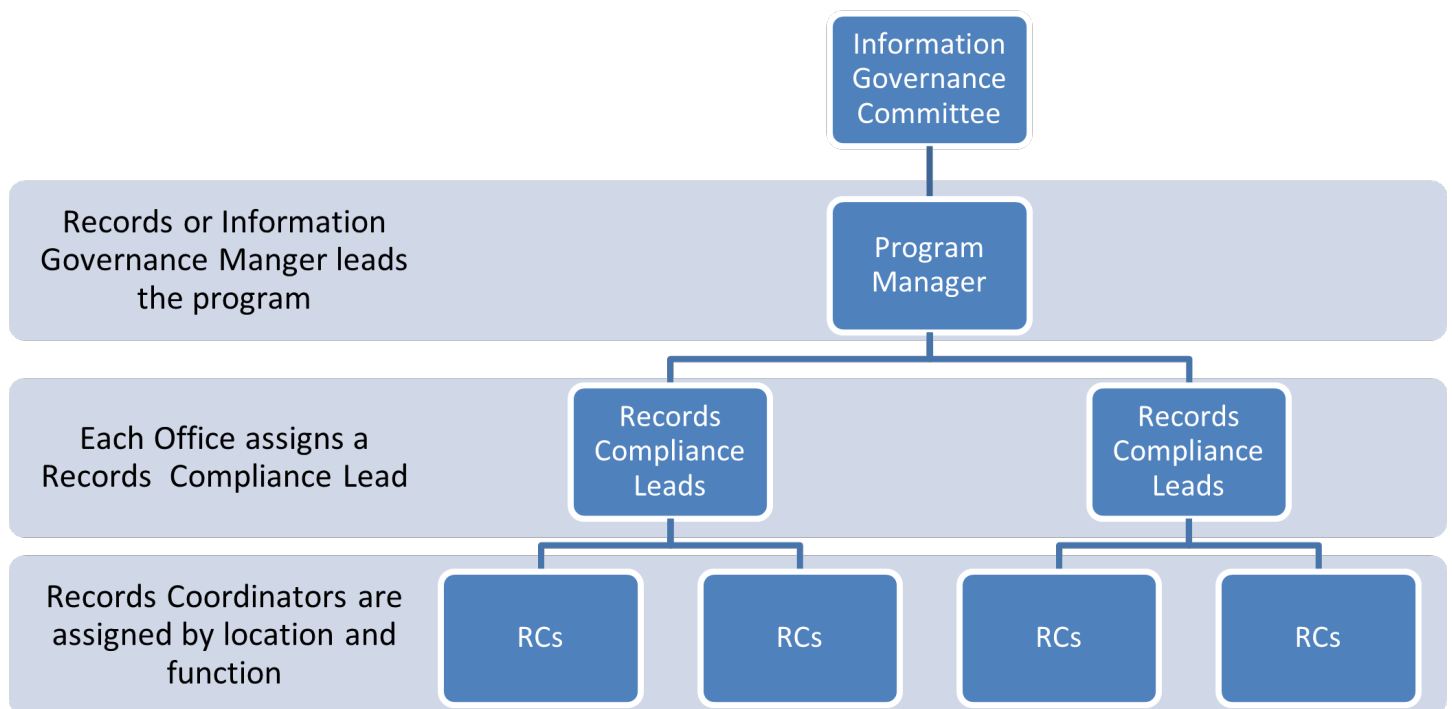 Information
Governance
Committee
Records or Information
Governance Manger leads
the program
Program
Manager
Each Office assigns a
Records  Compliance Lead
Records
Compliance
Leads
Records
Compliance
Leads
Records Coordinators are
assigned by location and
function
RCs
RCs
RCs
RCs